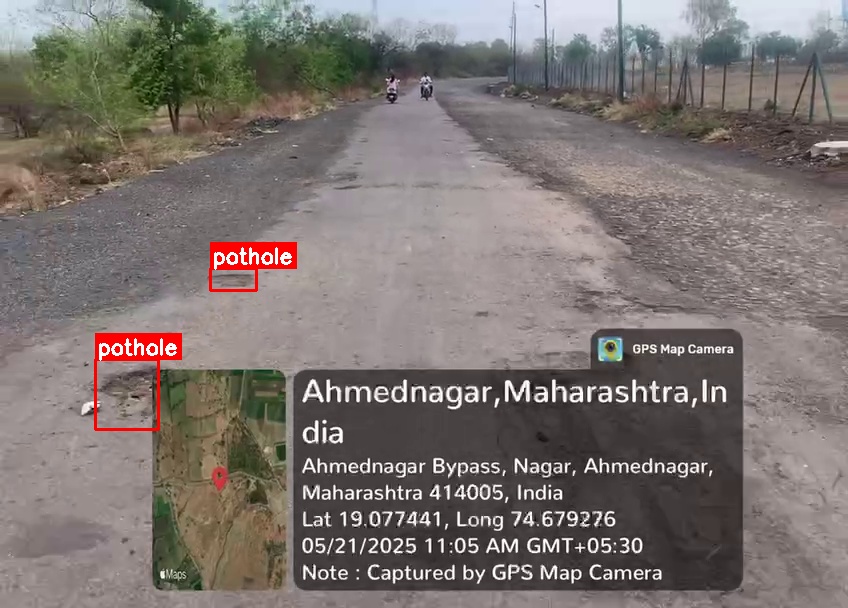 pothole
pothole
GPS Map Camera
Ahmednagar,Maharashtra,In
dia
Ahmednagar Bypass, Nagar, Ahmednagar,
Maharashtra 414005, India
Lat 19.077441, Long 74.679276
05/21/2025 11:05 AM GMT+05:30
Note : Captured by GPS Map Camera
Maps